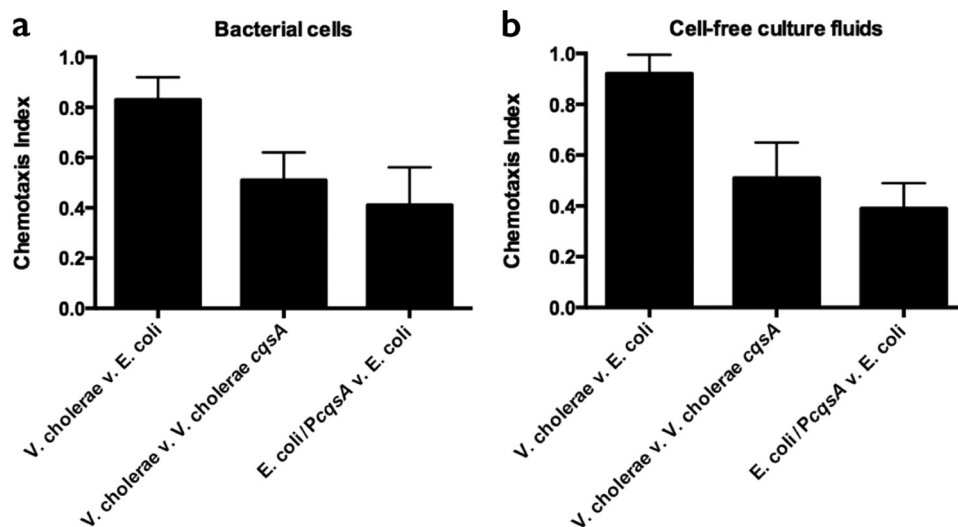 a
Bacterial cells
Chemotaxis Index
1.0
0.8
0.6
0.4
0.2
0.0
V. cholerae v. E. coli
V. cholerae v. V. cholerae cqsA
E. coli/PcqsA v. E. coli
b
Cell-free culture fluids
Chemotaxis Index
1.0
0.8
0.6
0.4
0.2
0.0
V. cholerae v. E. coli
V. cholerae v. V. cholerae cqsA
E. coli/PcqsA v. E. coli